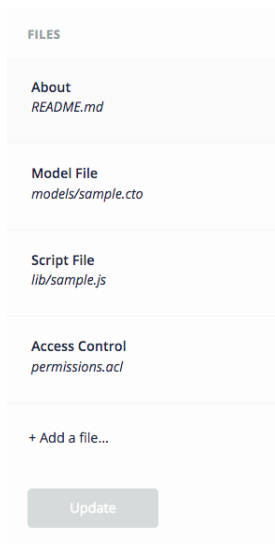 FILES
About
README.md
Model File
models/sample.cto
Script File
lib/sample.js
Access Control
permissions.acl
+ Add a file...
Update